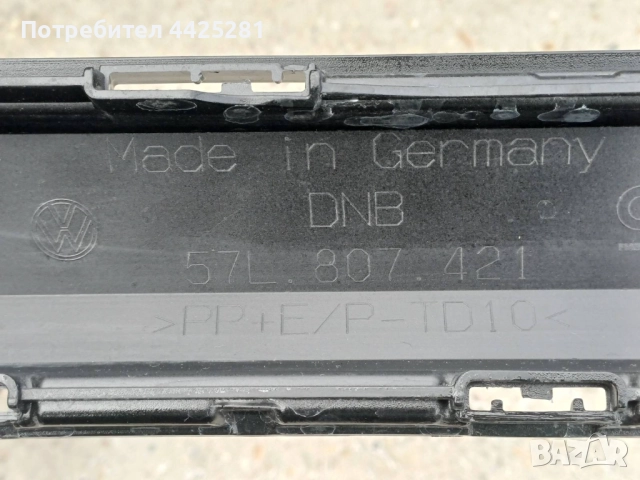 Потребител 4425281
Made in Germany
DNB
57L.807.421
>PP+E/P-TD10<
BAZAR